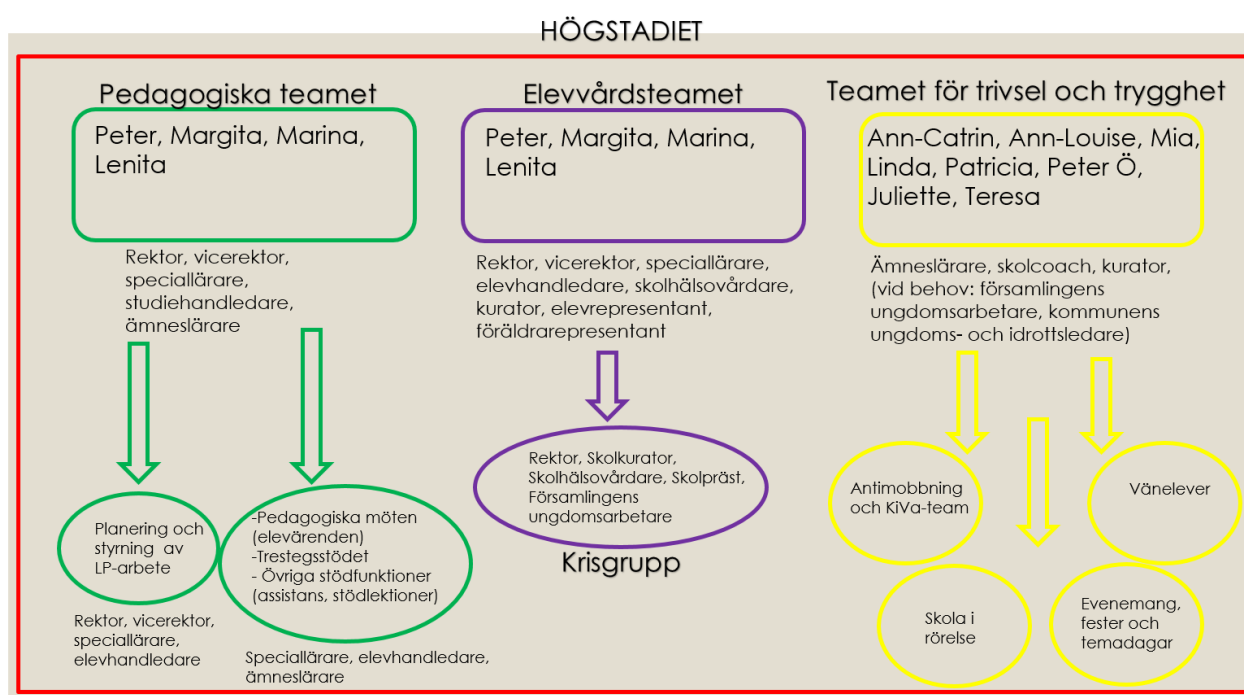 HÖGSTADIET
Pedagogiska teamet
Peter, Margita, Marina,
Lenita
Rektor, vicerektor,
speciallärare,
studiehandledare,
ämneslärare
Planering och
styrning av
LP-arbete
Rektor, vicerektor,
speciallärare,
elevhandledare
-Pedagogiska möten
(elevärenden)
-Trestegsstödet
- Övriga stödfunktioner
(assistans, stödlektioner)
Speciallärare, elevhandledare,
ämneslärare
Elevvårdsteamet
Peter, Margita, Marina,
Lenita
Rektor, vicerektor, speciallärare,
elevhandledare, skolhälsovårdare,
kurator, elevrepresentant,
föräldrarepresentant
Rektor, Skolkurator,
Skolhälsovårdare, Skolpräst,
Församlingens
ungdomsarbetare
Krisgrupp
Teamet för trivsel och trygghet
Ann-Catrin, Ann-Louise, Mia,
Linda, Patricia, Peter Ö,
Juliette, Teresa
Ämneslärare, skolcoach, kurator,
(vid behov: församlingens
ungdomsarbetare, kommunens
ungdoms- och idrottsledare)
Antimobbning
och KiVa-team
Vänelever
Skola i
rörelse
Evenemang,
fester och
temadagar